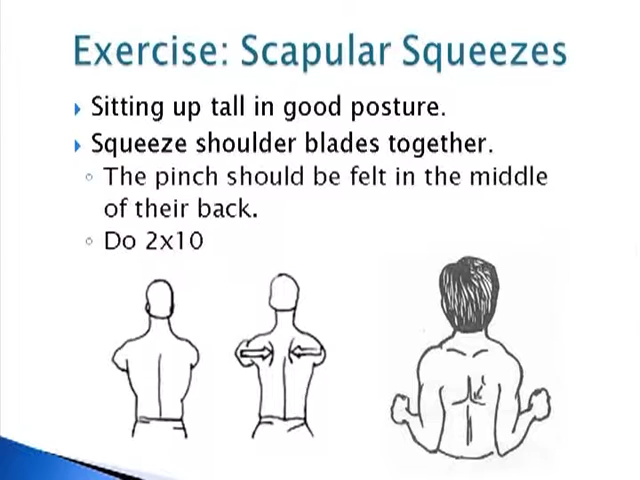 Exercise: Scapular Squeezes
Sitting up tall in good posture.
Squeeze shoulder blades together.
The pinch should be felt in the middle
of their back.
Do 2x10